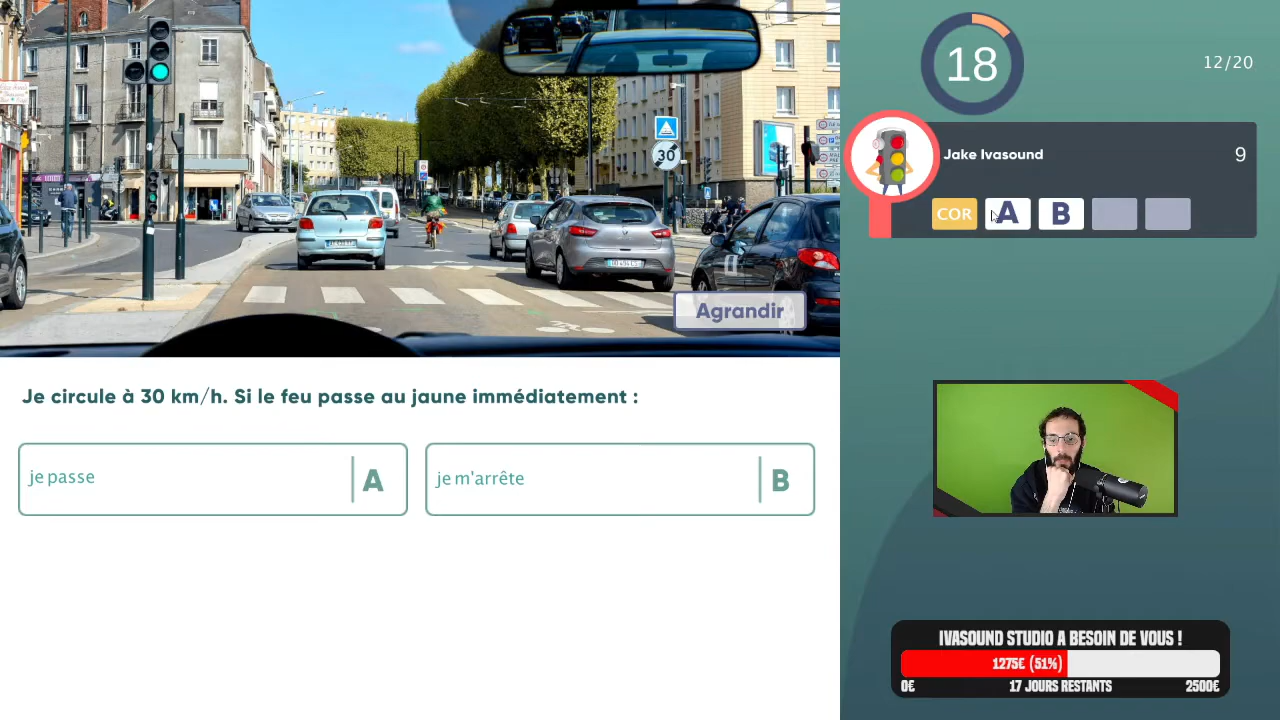 30
Agrandir
Je circule à 30 km/h. Si le feu passe au jaune immédiatement :
je passe
A
je m'arrête
B
18
12/20
Jake Ivasound
9
COR
A
B
IVASOUND STUDIO A BESOIN DE VOUS !
1275€ (51%)
0€
17 JOURS RESTANTS
2500€